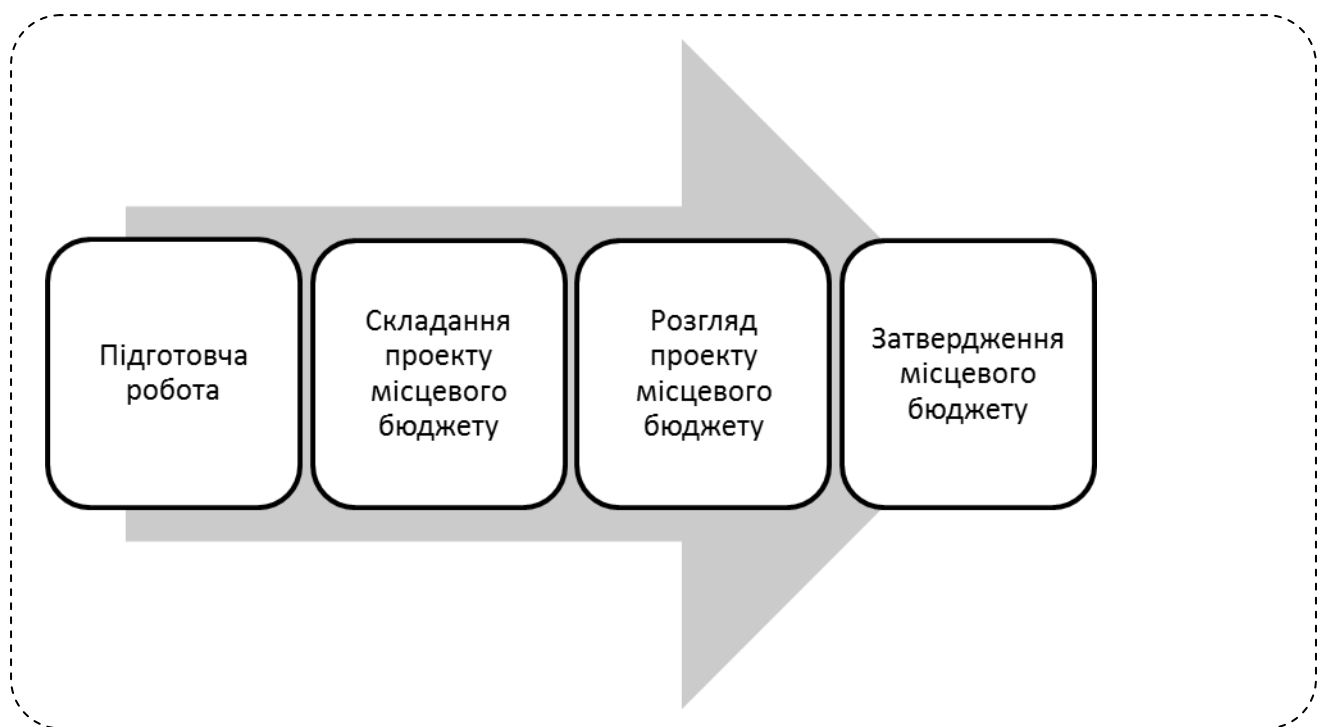 Підготовча
робота
Складання
проекту
місцевого
бюджету
Розгляд
проекту
місцевого
бюджету
Затвердження
місцевого
бюджету